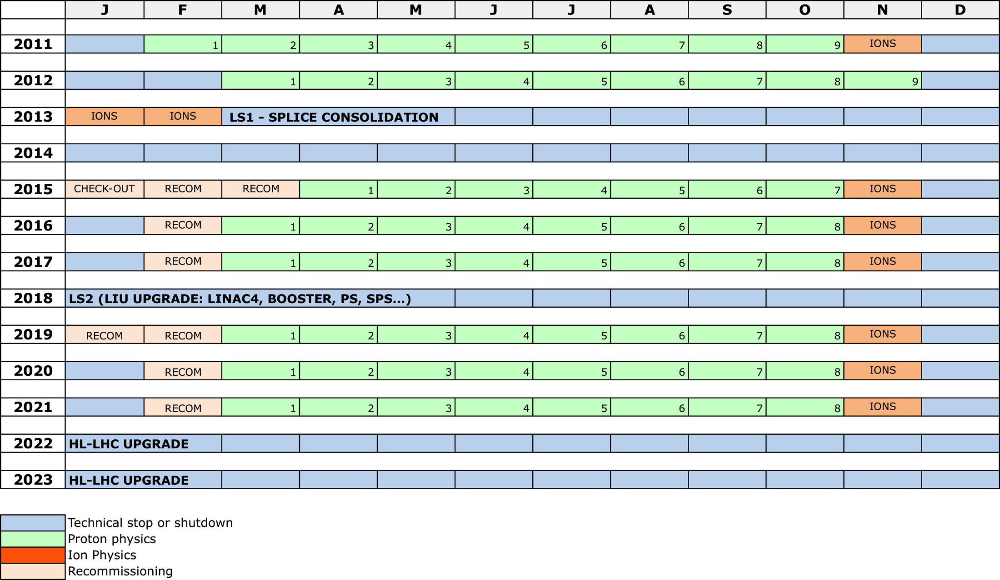 J F M A M J J A S O N D
2011 1 2 3 4 5 6 7 8 9 IONS
2012 1 2 3 4 5 6 7 8 9
2013 IONS IONS LS1 - SPLICE CONSOLIDATION
2014
2015 CHECK-OUT RECOM RECOM 1 2 3 4 5 6 7 IONS
2016 RECOM 1 2 3 4 5 6 7 8 IONS
2017 RECOM 1 2 3 4 5 6 7 8 IONS
2018 LS2 (LIU UPGRADE: LINAC4, BOOSTER, PS, SPS...)
2019 RECOM RECOM 1 2 3 4 5 6 7 8 IONS
2020 RECOM 1 2 3 4 5 6 7 8 IONS
2021 RECOM 1 2 3 4 5 6 7 8 IONS
2022 HL-LHC UPGRADE
2023 HL-LHC UPGRADE
Technical stop or shutdown
Proton physics
Ion Physics
Recommissioning